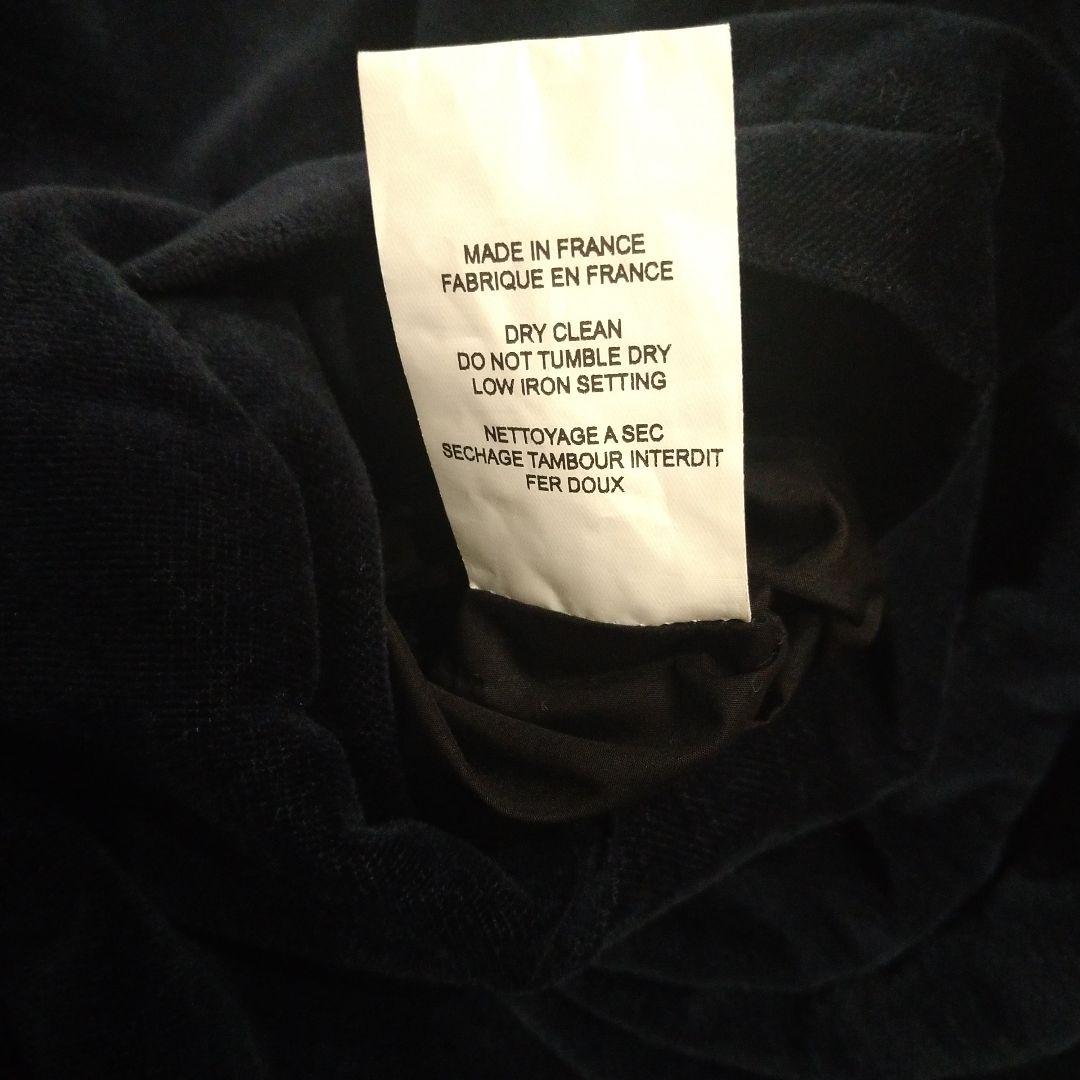 MADE IN FRANCE
FABRIQUE EN FRANCE
DRY CLEAN
DO NOT TUMBLE DRY
LOW IRON SETTING
NETTOYAGE A SEC
SECHAGE TAMBOUR INTERDIT
FER DOUX